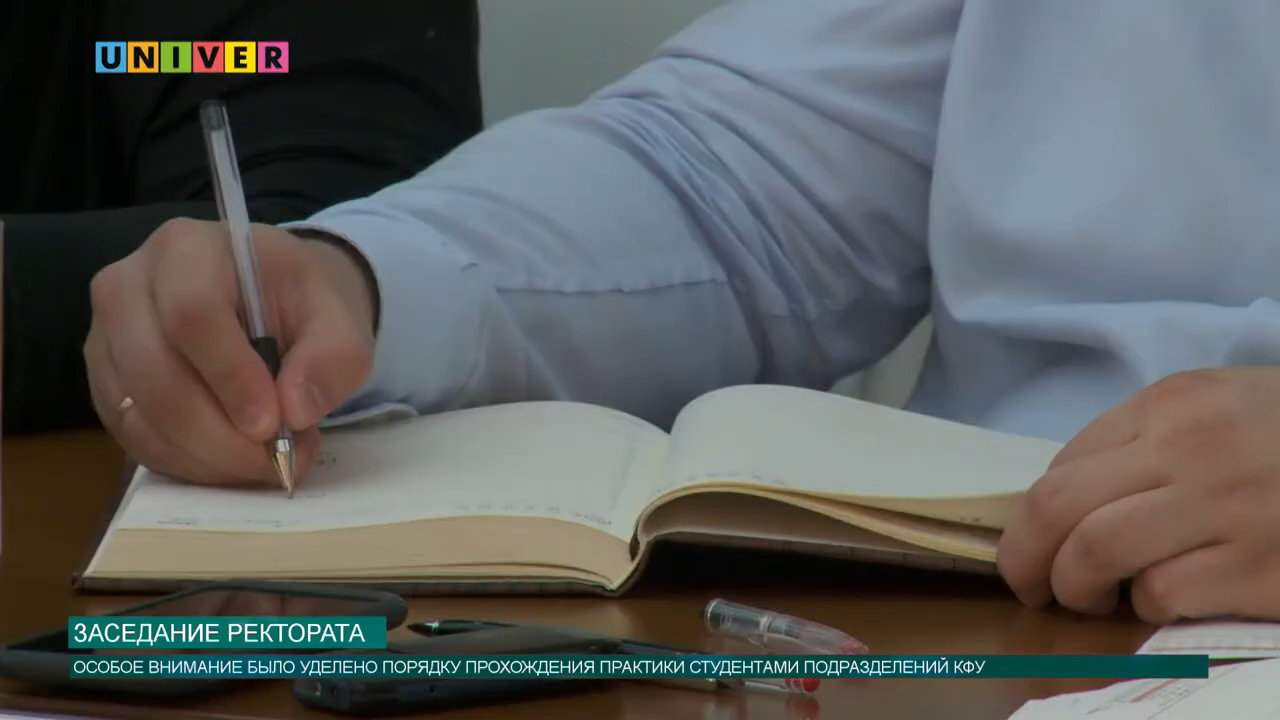 UNIVER
ЗАСЕДАНИЕ РЕКТОРАТА
ОСОБОЕ ВНИМАНИЕ БЫЛО УДЕЛЕНО ПОРЯДКУ ПРОХОЖДЕНИЯ ПРАКТИКИ СТУДЕНТАМИ ПОДРАЗДЕЛЕНИЙ КФУ